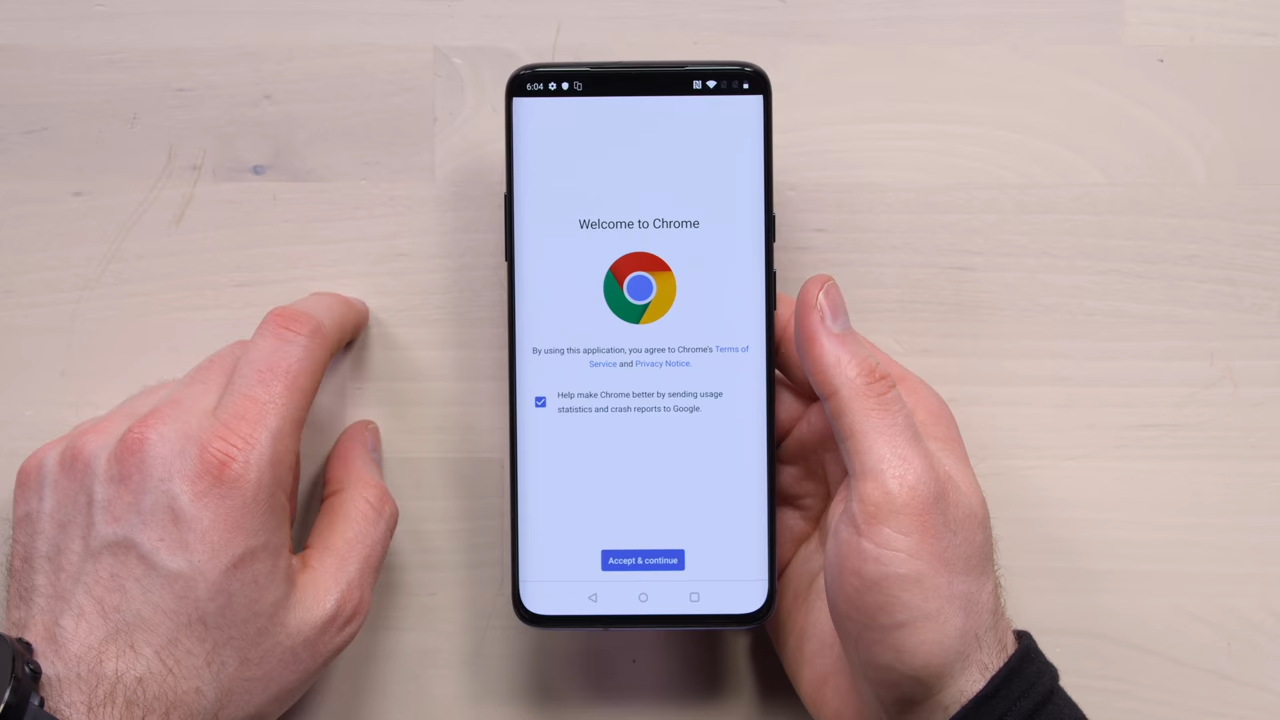 6:04
Welcome to Chrome
By using this application, you agree to Chrome's Terms of
Service and Privacy Notice.
Help make Chrome better by sending usage
statistics and crash reports to Google.
Accept & continue